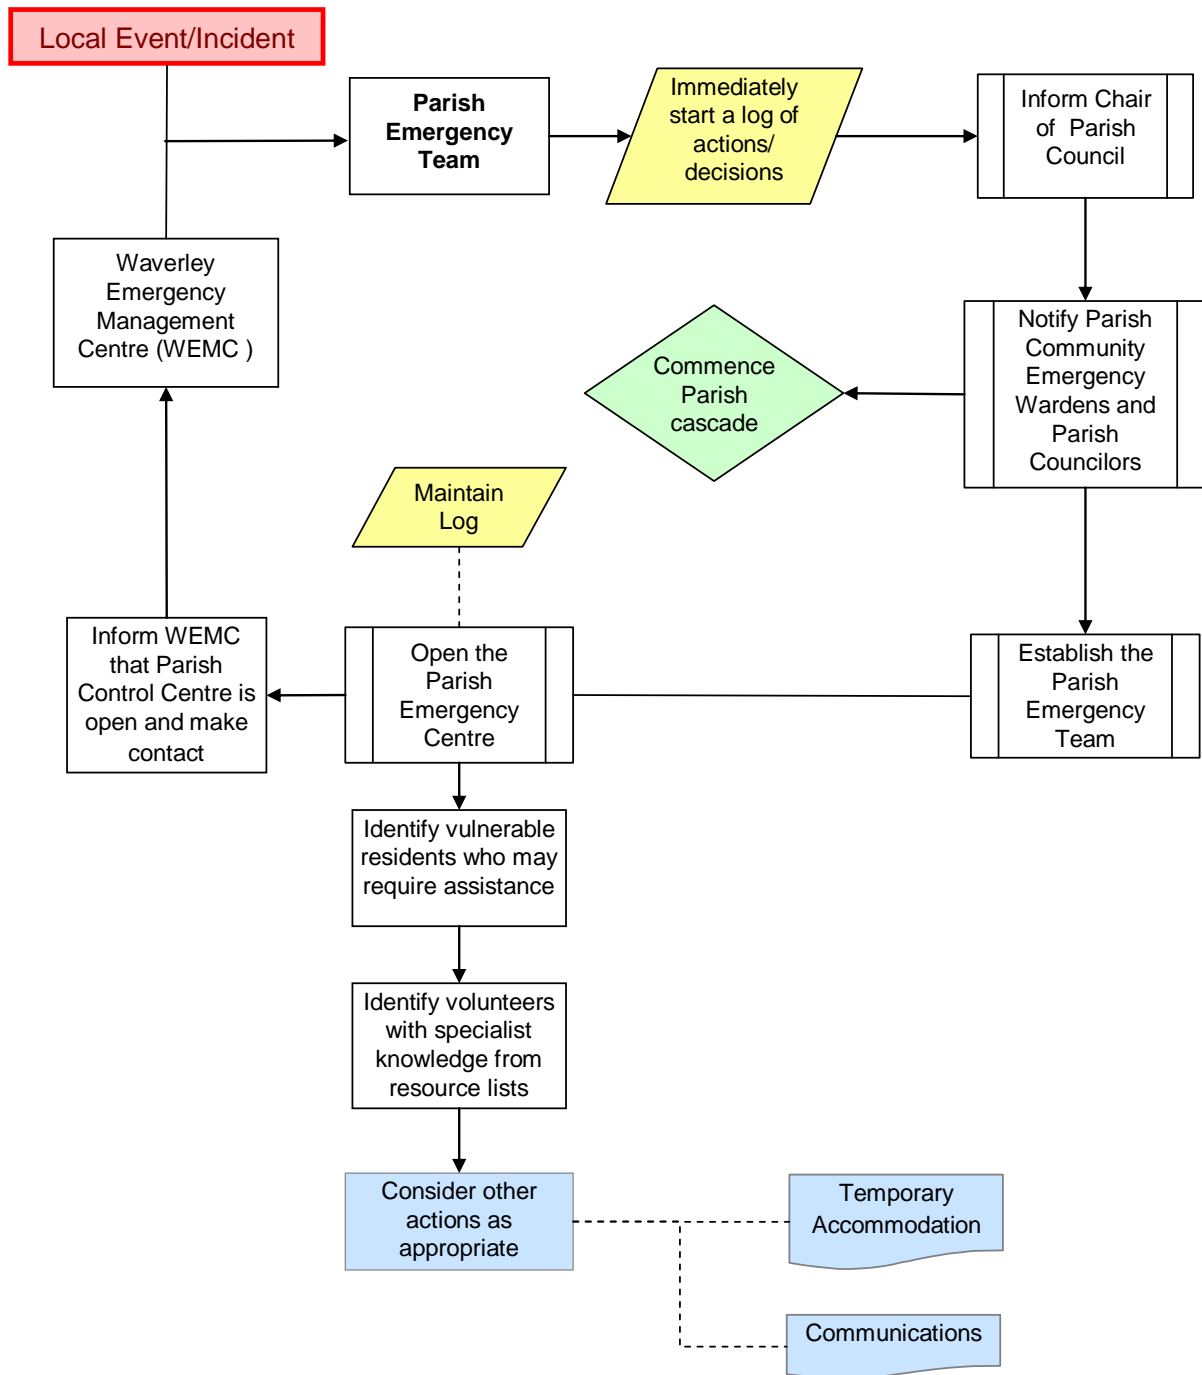 Local Event/Incident
Parish
Emergency
Team
Immediately
start a log of
actions/
decisions
Inform Chair
of Parish
Council
Waverley
Emergency
Management
Centre (WEMC )
Commence
Parish
cascade
Notify Parish
Community
Emergency
Wardens and
Parish
Councilors
Maintain
Log
Inform WEMC
that Parish
Control Centre is
open and make
contact
Open the
Parish
Emergency
Centre
Establish the
Parish
Emergency
Team
Identify vulnerable
residents who may
require assistance
Identify volunteers
with specialist
knowledge from
resource lists
Consider other
actions as
appropriate
Temporary
Accommodation
Communications